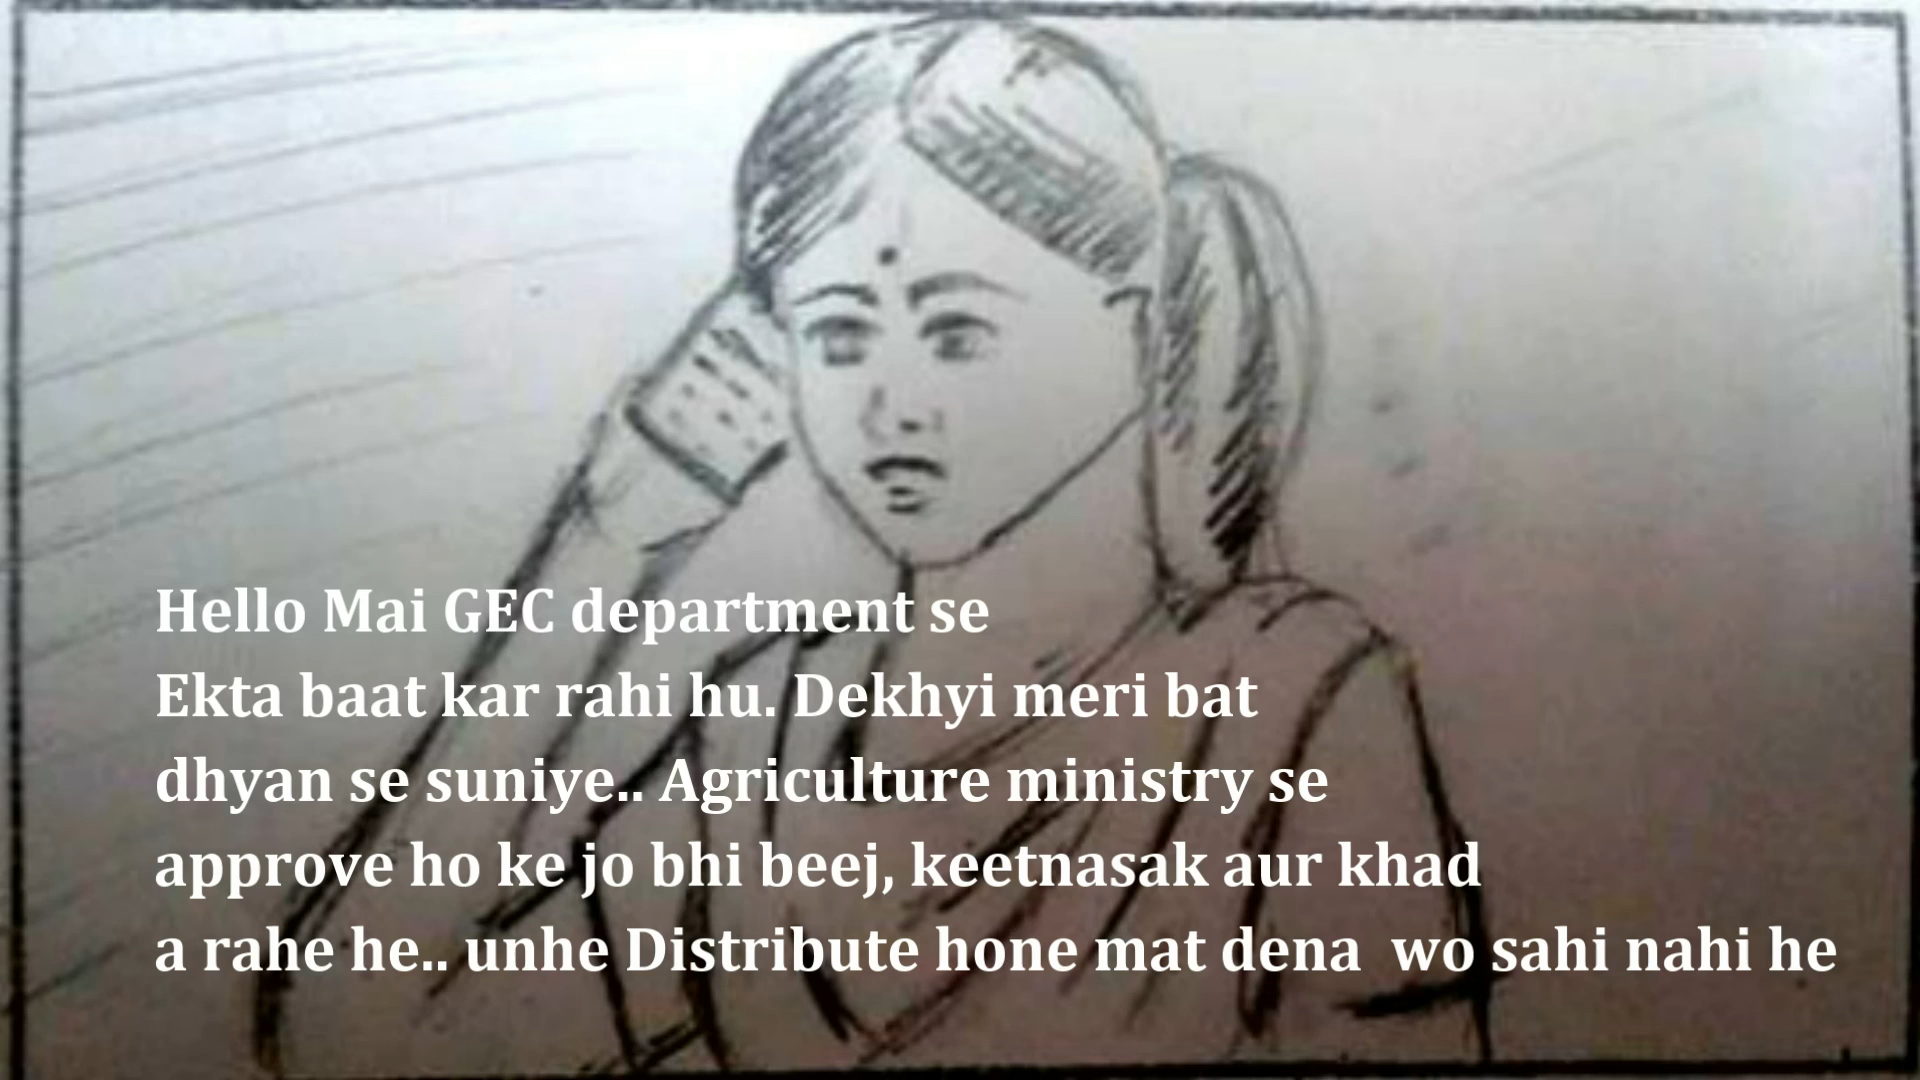 Hello Mai GEC department se
Ekta baat kar rahi hu. Dekhyi meri bat
dhyan se suniye.. Agriculture ministry se
approve ho ke jo bhi beej, keetnasak aur khad
a rahe he.. unhe Distribute hone mat dena  wo sahi nahi he